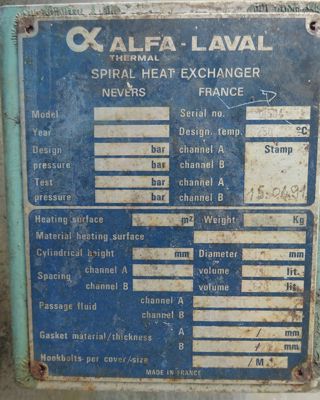 ALFA-LAVAL
THERMAL
SPIRAL HEAT EXCHANGER
NEVERS FRANCE
Model Serial no.
Year Design. temp. °C
Design bar channel A Stamp
pressure bar channel B
Test bar channel A
pressure bar channel B 15.04.91
Heating surface m² Weight Kg
Material heating surface
Cylindrical height mm Diameter mm
Spacing channel A mm volume lit.
channel B mm volume lit.
Passage fluid channel A
channel B
Gasket material/thickness A / mm
B / mm
Hookbolts per cover/size /M
MADE IN FRANCE